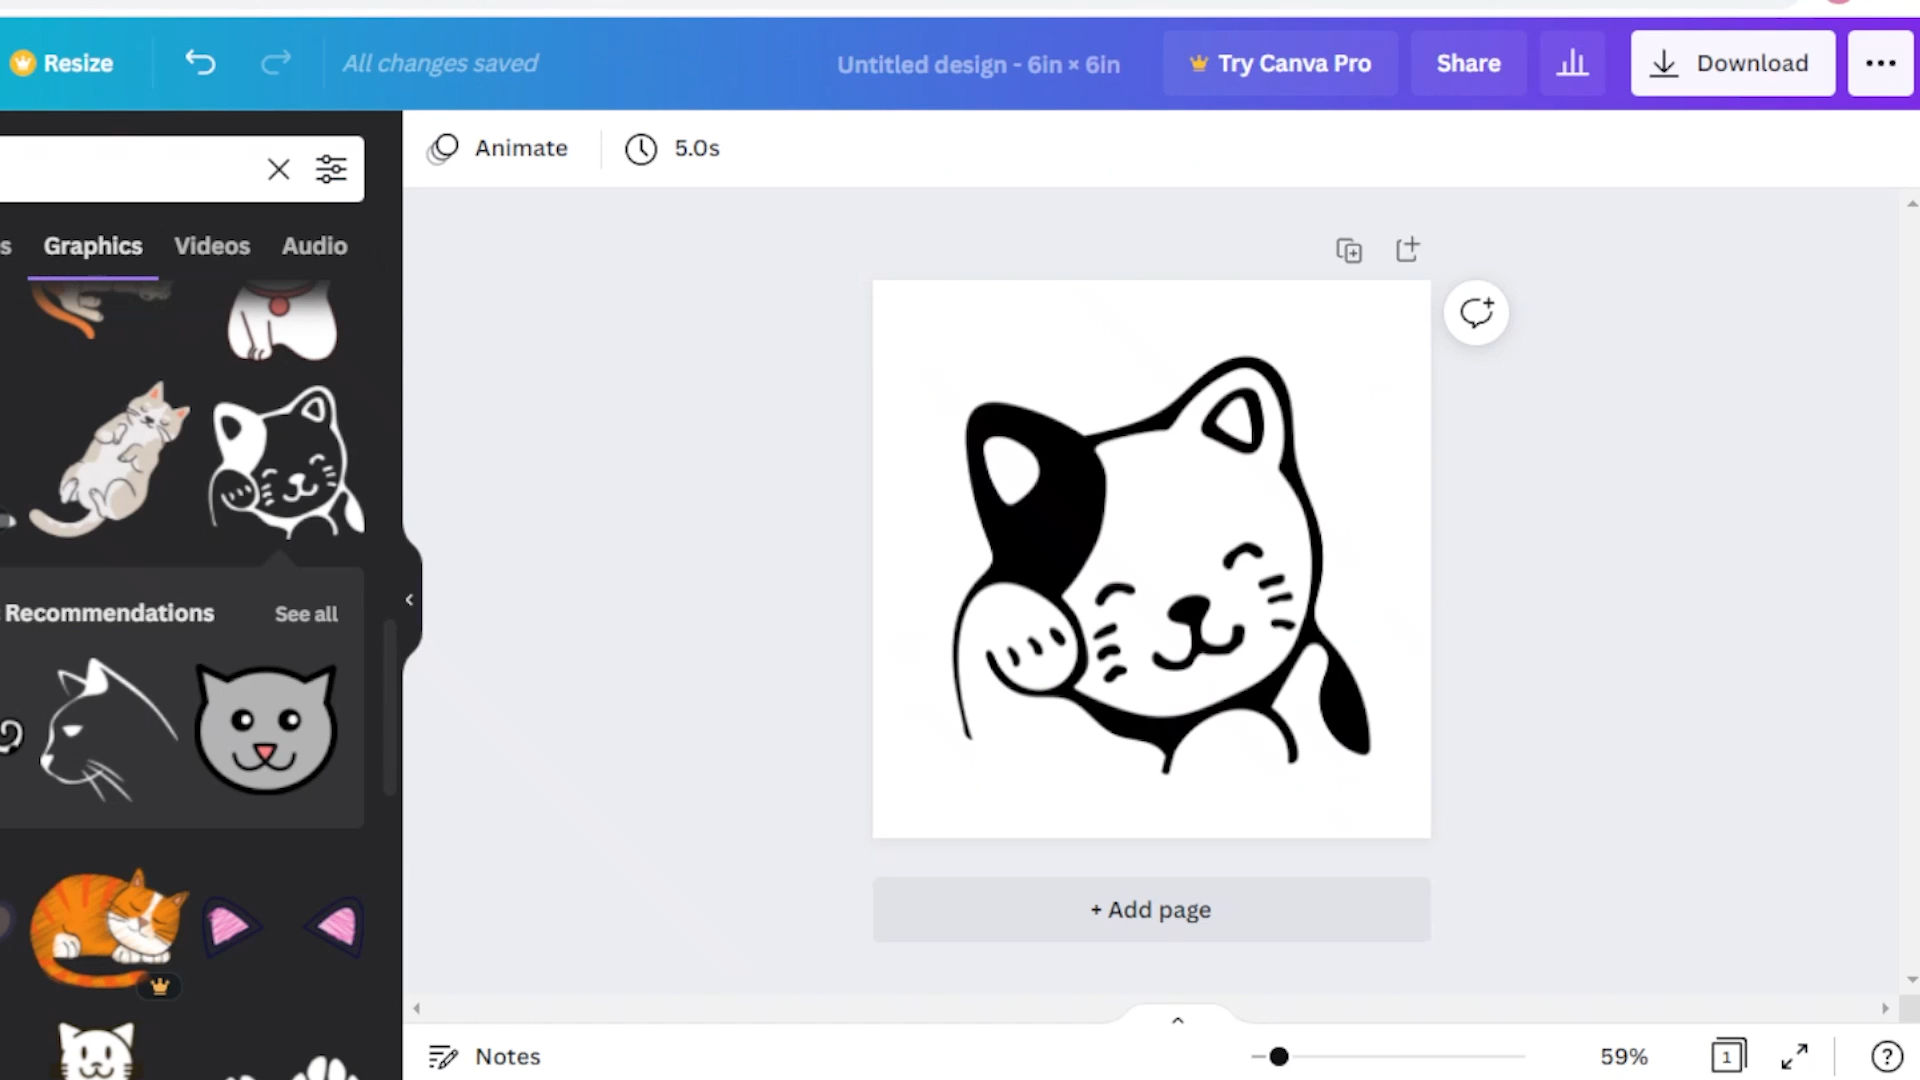 Resize
All changes saved
Untitled design - 6in × 6in
Try Canva Pro
Share
Download
Animate
5.0s
s
Graphics
Videos
Audio
Recommendations
See all
+ Add page
Notes
59%
1
?